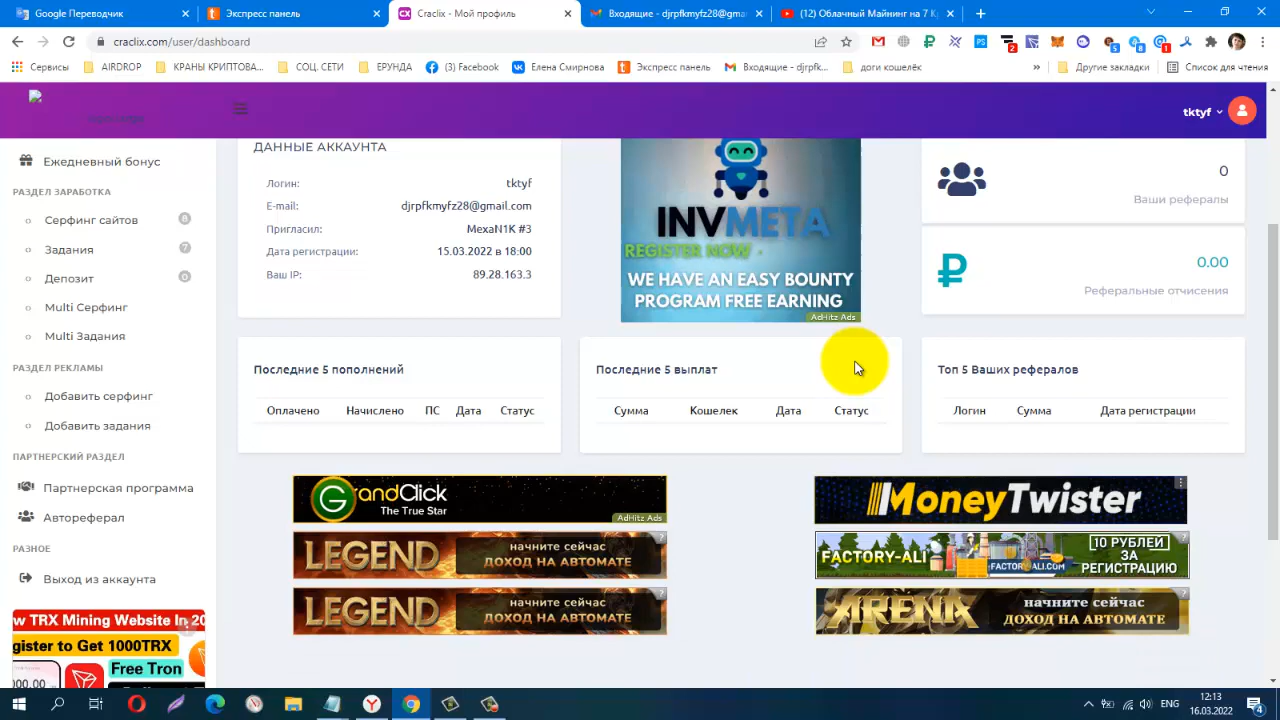 Google Переводчик
Экспресс панель
Craclix - Мой профиль
Входящие - djrpfkmyfz28@gma
(12) Облачный Майнинг на 7 К
craclix.com/user/dashboard
Сервисы
AIRDROP
КРАНЫ КРИПТОВА...
СОЦ. СЕТИ
ЕРУНДА
(3) Facebook
Елена Смирнова
Экспресс панель
Входящие - djrpfk...
доги кошелёк
»
Другие закладки
Список для чтения
tktyf
Ежедневный бонус
РАЗДЕЛ ЗАРАБОТКА
Серфинг сайтов 8
Задания 7
Депозит 0
Multi Серфинг
Multi Задания
РАЗДЕЛ РЕКЛАМЫ
Добавить серфинг
Добавить задания
ПАРТНЕРСКИЙ РАЗДЕЛ
Партнерская программа
Автореферал
РАЗНОЕ
Выход из аккаунта
w TRX Mining Website In 20
gister to Get 1000TRX
Free Tron
00.00
ДАННЫЕ АККАУНТА
Логин: tktyf
E-mail: djrpfkmyfz28@gmail.com
Пригласил: MexaN1K #3
Дата регистрации: 15.03.2022 в 18:00
Ваш IP: 89.28.163.3
INVMETA
REGISTER NOW -
WE HAVE AN EASY BOUNTY
PROGRAM FREE EARNING
AdHitz Ads
0
Ваши рефералы
0.00
Реферальные отчисения
Последние 5 пополнений
Оплачено Начислено ПС Дата Статус
Последние 5 выплат
Сумма Кошелек Дата Статус
Топ 5 Ваших рефералов
Логин Сумма Дата регистрации
GrandClick
The True Star
AdHitz Ads
LEGEND
начните сейчас
ДОХОД НА АВТОМАТЕ
LEGEND
начните сейчас
ДОХОД НА АВТОМАТЕ
MoneyTwister
FACTORY-ALI
FACTORY-ALI.COM
10 РУБЛЕЙ
ЗА
РЕГИСТРАЦИЮ
ARENA
начните сейчас
ДОХОД НА АВТОМАТЕ
ENG
12:13
16.03.2022
4